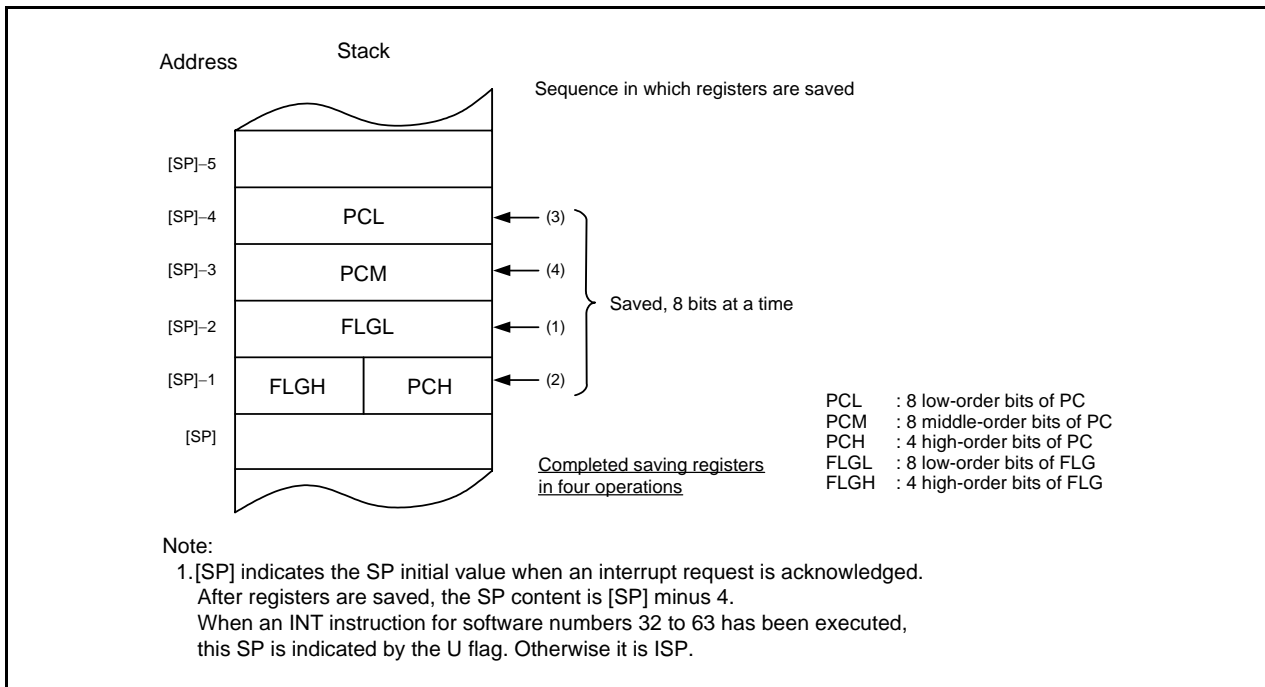 Address
Stack
Sequence in which registers are saved
[SP]−5
[SP]−4
PCL
(3)
[SP]−3
PCM
(4)
Saved, 8 bits at a time
[SP]−2
FLGL
(1)
[SP]−1
FLGH
PCH
(2)
[SP]
PCL : 8 low-order bits of PC
PCM : 8 middle-order bits of PC
PCH : 4 high-order bits of PC
FLGL : 8 low-order bits of FLG
FLGH : 4 high-order bits of FLG
Completed saving registers
in four operations
Note:
1.[SP] indicates the SP initial value when an interrupt request is acknowledged.
After registers are saved, the SP content is [SP] minus 4.
When an INT instruction for software numbers 32 to 63 has been executed,
this SP is indicated by the U flag. Otherwise it is ISP.